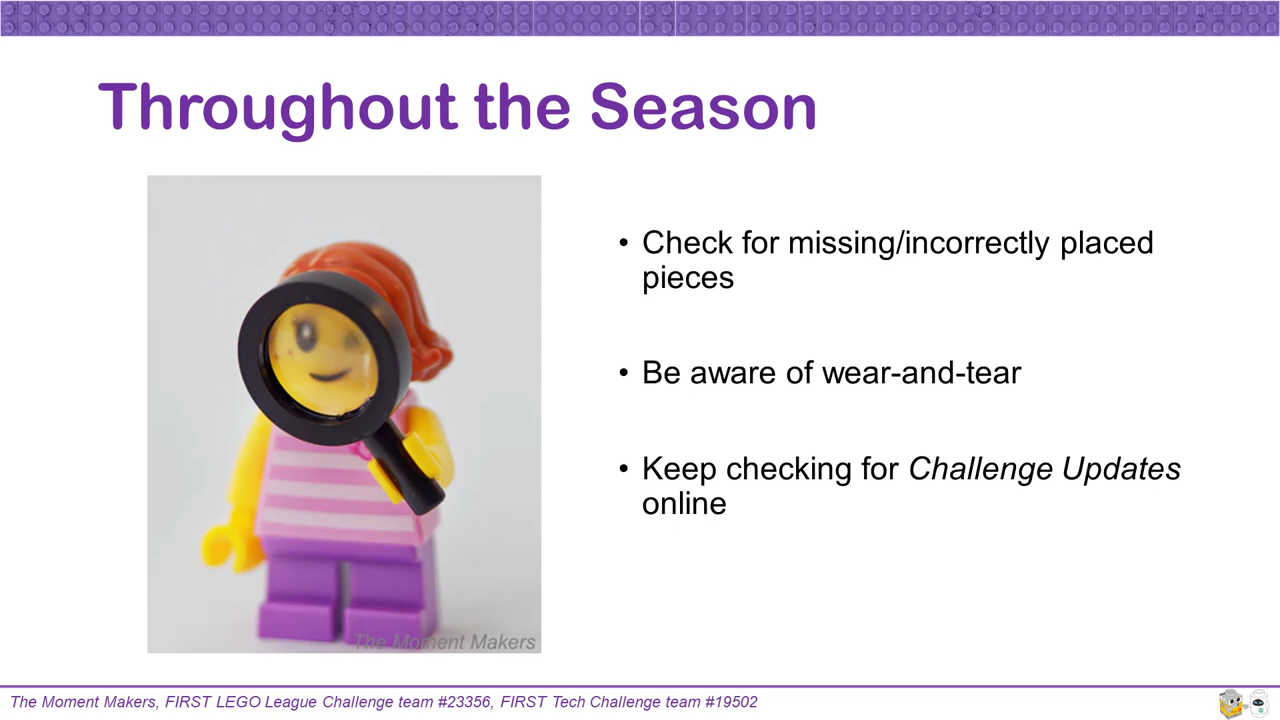 Throughout the Season
• Check for missing/incorrectly placed
pieces
• Be aware of wear-and-tear
• Keep checking for Challenge Updates
online
The Moment Makers
The Moment Makers, FIRST LEGO League Challenge team #23356, FIRST Tech Challenge team #19502